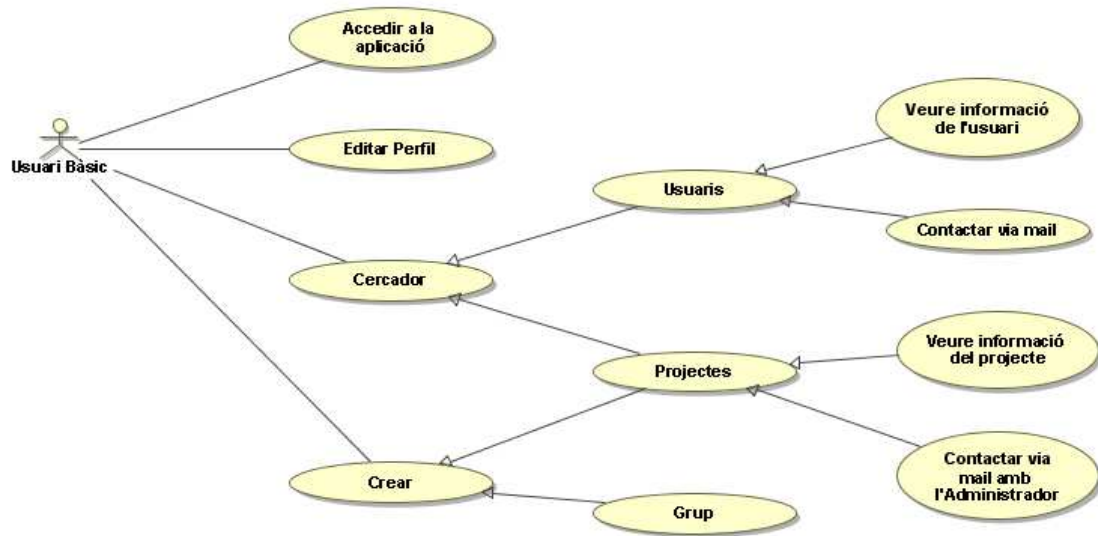 Accedir a la
aplicació
Usuari Bàsic
Editar Perfil
Veure informació
de l'usuari
Usuaris
Contactar via mail
Cercador
Veure informació
del projecte
Projectes
Crear
Contactar via
mail amb
l'Administrador
Grup